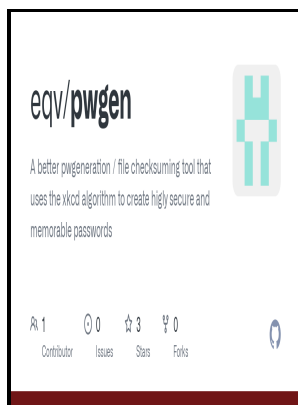 eqv/pwgen
A better pwgeneration / file checksuming tool that
uses the xkcd algorithm to create higly secure and
memorable passwords
1 0 3 0
Contributor Issues Stars Forks